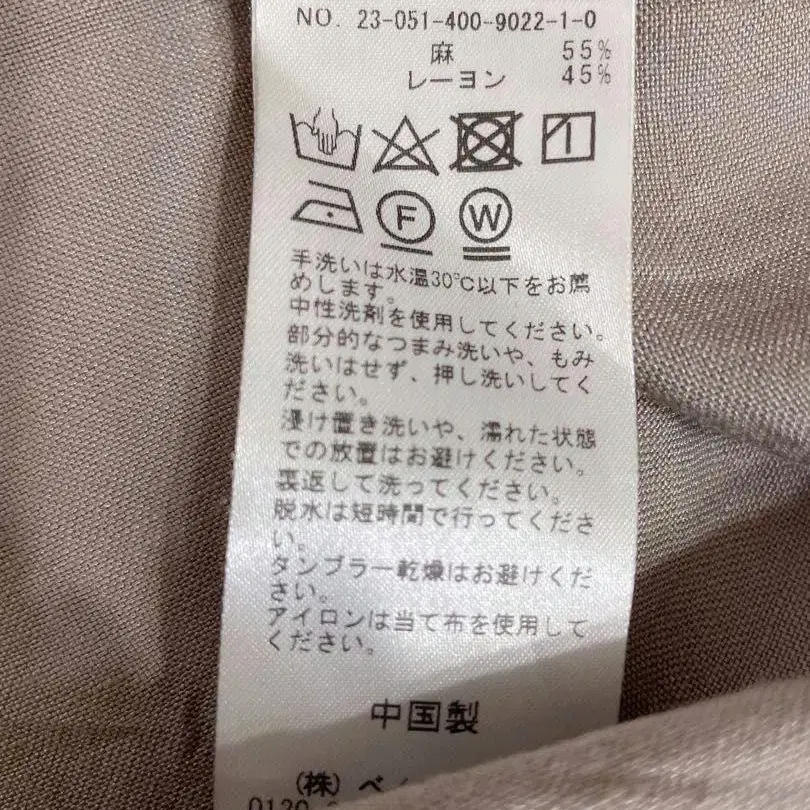 NO. 23-051-400-9022-1-0
麻 55%
レーヨン 45%
F W
手洗いは水温30℃以下をお薦
めします。
中性洗剤を使用してください。
部分的なつまみ洗いや、もみ
洗いはせず、押し洗いしてく
ださい。
浸け置き洗いや、濡れた状態
での放置はお避けください。
裏返して洗ってください。
脱水は短時間で行ってくださ
い。
タンブラー乾燥はお避けくだ
さい。
アイロンは当て布を使用して
ください。
中国製
(株)ベイ
0120